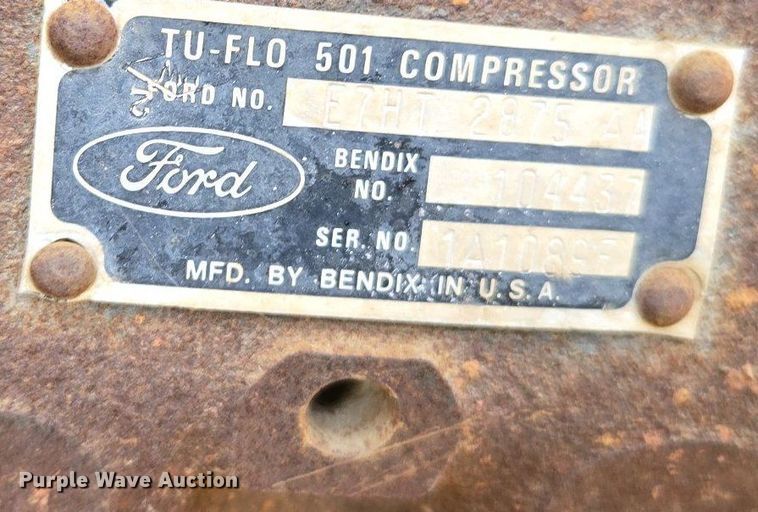 TU-FLO 501 COMPRESSOR
FORD NO. E7HT 2875 AA
Ford
BENDIX NO. 104437
SER. NO.
MFD. BY BENDIX IN U.S.A.
Purple Wave Auction